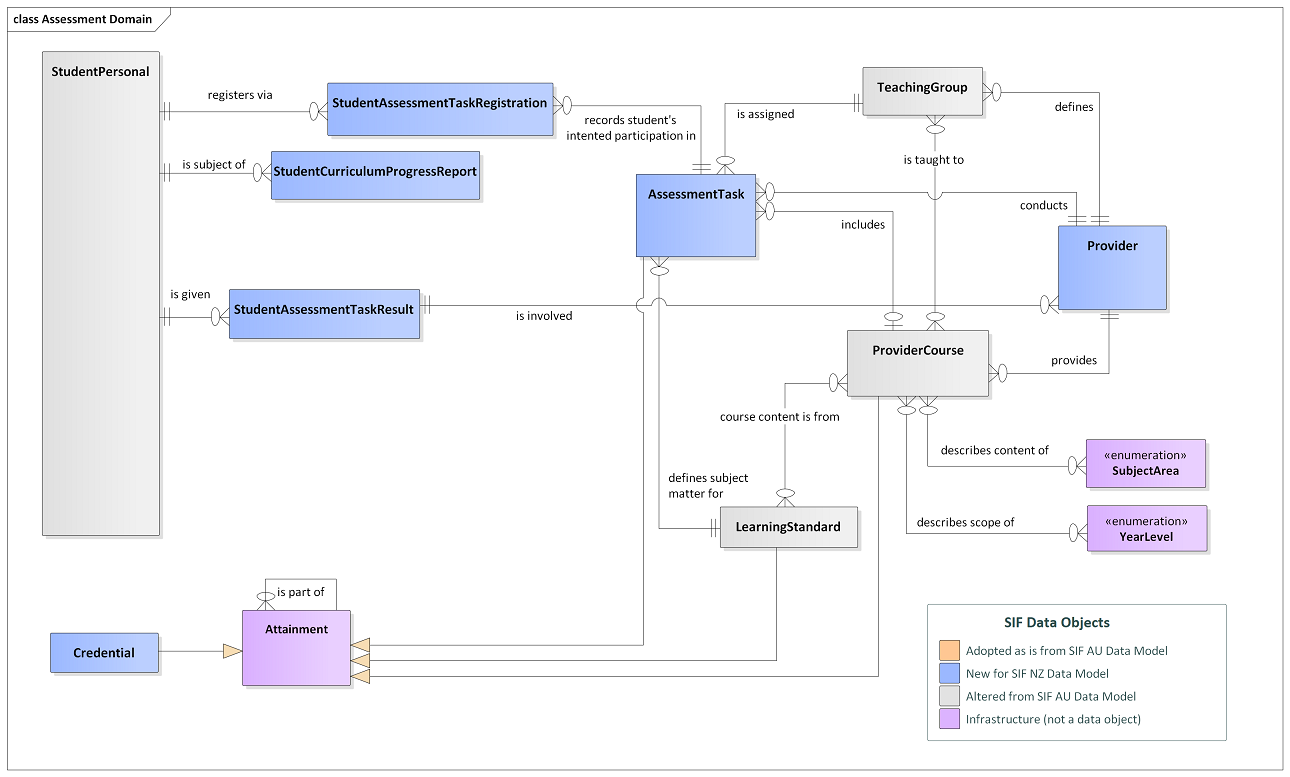 class Assessment Domain
StudentPersonal
registers via
StudentAssessmentTaskRegistration
records student's
intented participation in
is assigned
TeachingGroup
defines
is taught to
is subject of
StudentCurriculumProgressReport
AssessmentTask
conducts
includes
Provider
is given
StudentAssessmentTaskResult
is involved
ProviderCourse
provides
course content is from
describes content of
«enumeration»
SubjectArea
defines subject
matter for
LearningStandard
describes scope of
«enumeration»
YearLevel
is part of
Attainment
Credential
SIF Data Objects
Adopted as is from SIF AU Data Model
New for SIF NZ Data Model
Altered from SIF AU Data Model
Infrastructure (not a data object)